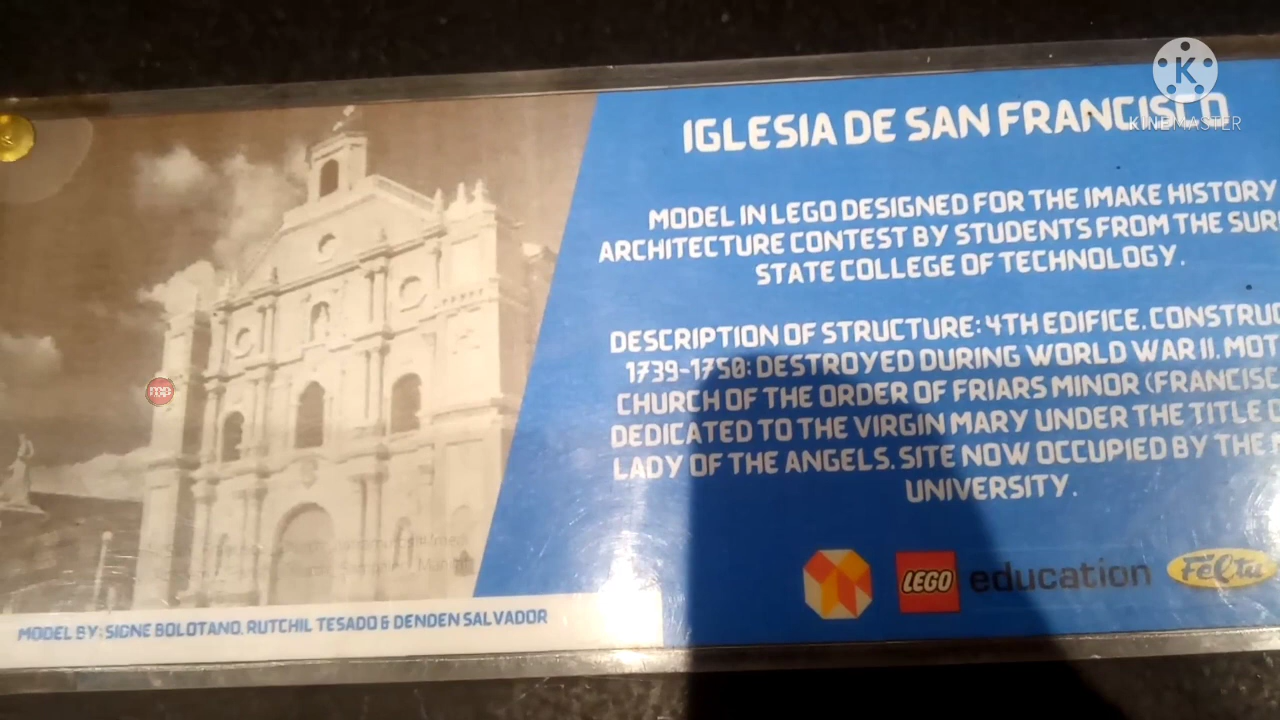 KINEMASTER
IGLESIA DE SAN FRANCISCO
MODEL IN LEGO DESIGNED FOR THE IMAKE HISTORY
ARCHITECTURE CONTEST BY STUDENTS FROM THE SUR
STATE COLLEGE OF TECHNOLOGY.
DESCRIPTION OF STRUCTURE: 4TH EDIFICE. CONSTRUC
1739-1750; DESTROYED DURING WORLD WAR II. MOT
CHURCH OF THE ORDER OF FRIARS MINOR (FRANCISC
DEDICATED TO THE VIRGIN MARY UNDER THE TITLE
LADY OF THE ANGELS. SITE NOW OCCUPIED BY THE
UNIVERSITY.
LEGO education Féltu
MODEL BY: SIGNE BOLOTANO, RUTCHIL TESADO & DENDEN SALVADOR